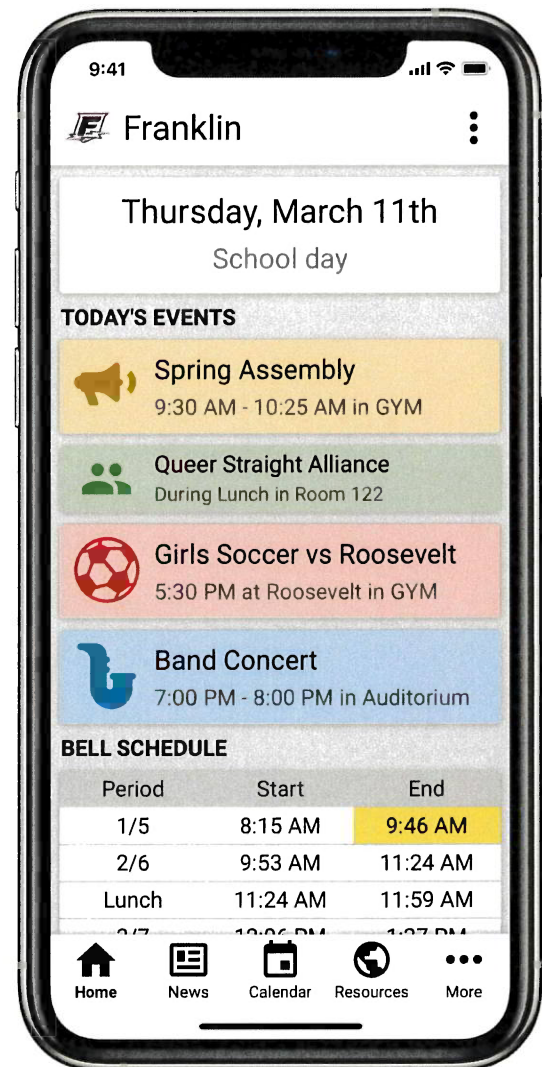 9:41
Franklin
Thursday, March 11th
School day
TODAY'S EVENTS
Spring Assembly
9:30 AM - 10:25 AM in GYM
Queer Straight Alliance
During Lunch in Room 122
Girls Soccer vs Roosevelt
5:30 PM at Roosevelt in GYM
Band Concert
7:00 PM - 8:00 PM in Auditorium
BELL SCHEDULE
Period Start End
1/5 8:15 AM 9:46 AM
2/6 9:53 AM 11:24 AM
Lunch 11:24 AM 11:59 AM
Home News Calendar Resources More